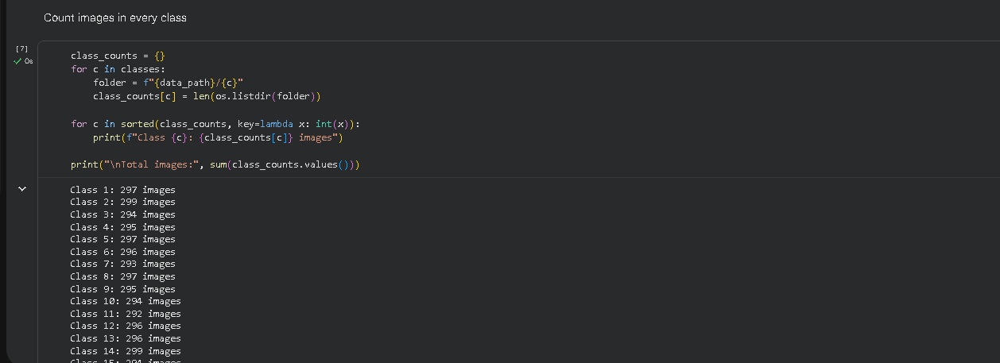 Count images in every class
[7]
0s
class_counts = {}
for c in classes:
    folder = f"{data_path}/{c}"
    class_counts[c] = len(os.listdir(folder))
for c in sorted(class_counts, key=lambda x: int(x)):
    print(f"Class {c}: {class_counts[c]} images")
print("\nTotal images:", sum(class_counts.values()))
Class 1: 297 images
Class 2: 299 images
Class 3: 294 images
Class 4: 295 images
Class 5: 297 images
Class 6: 296 images
Class 7: 293 images
Class 8: 297 images
Class 9: 295 images
Class 10: 294 images
Class 11: 292 images
Class 12: 296 images
Class 13: 296 images
Class 14: 299 images
Class 15: 294 images